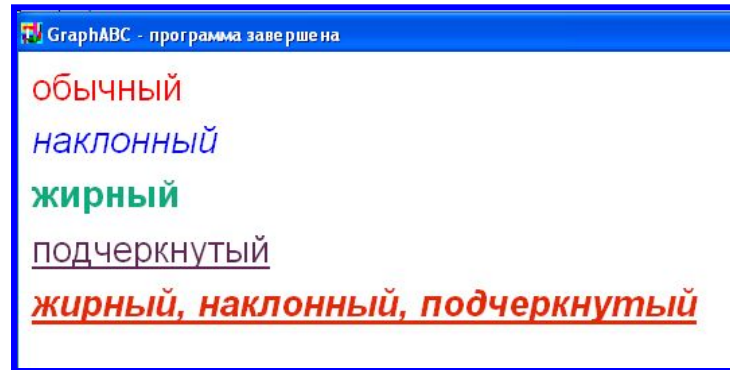 GraphABC - программа завершена
обычный
наклонный
жирный
подчеркнутый
жирный, наклонный, подчеркнутый